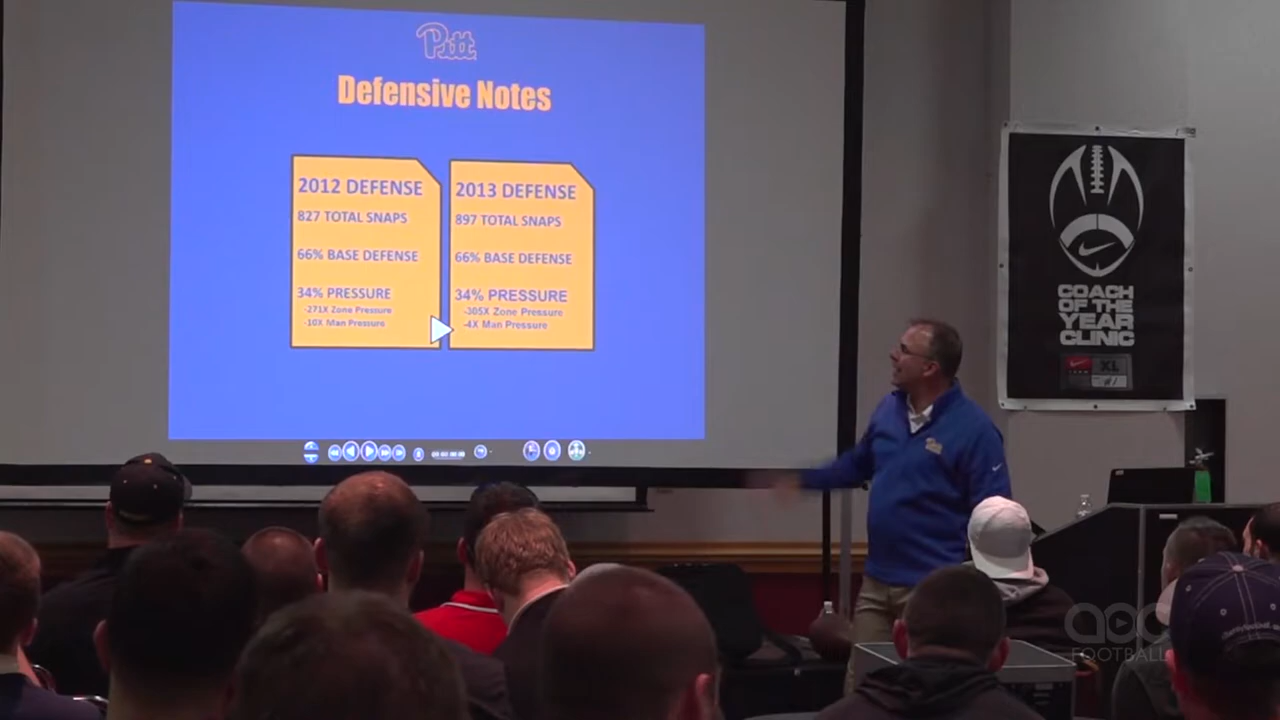 Pitt
Defensive Notes
2012 DEFENSE
827 TOTAL SNAPS
66% BASE DEFENSE
34% PRESSURE
-271X Zone Pressure
-10X Man Pressure
2013 DEFENSE
897 TOTAL SNAPS
66% BASE DEFENSE
34% PRESSURE
-305X Zone Pressure
-4X Man Pressure
COACH
OF THE
YEAR
CLINIC
XL
#1
Pitt
FOOTBALL